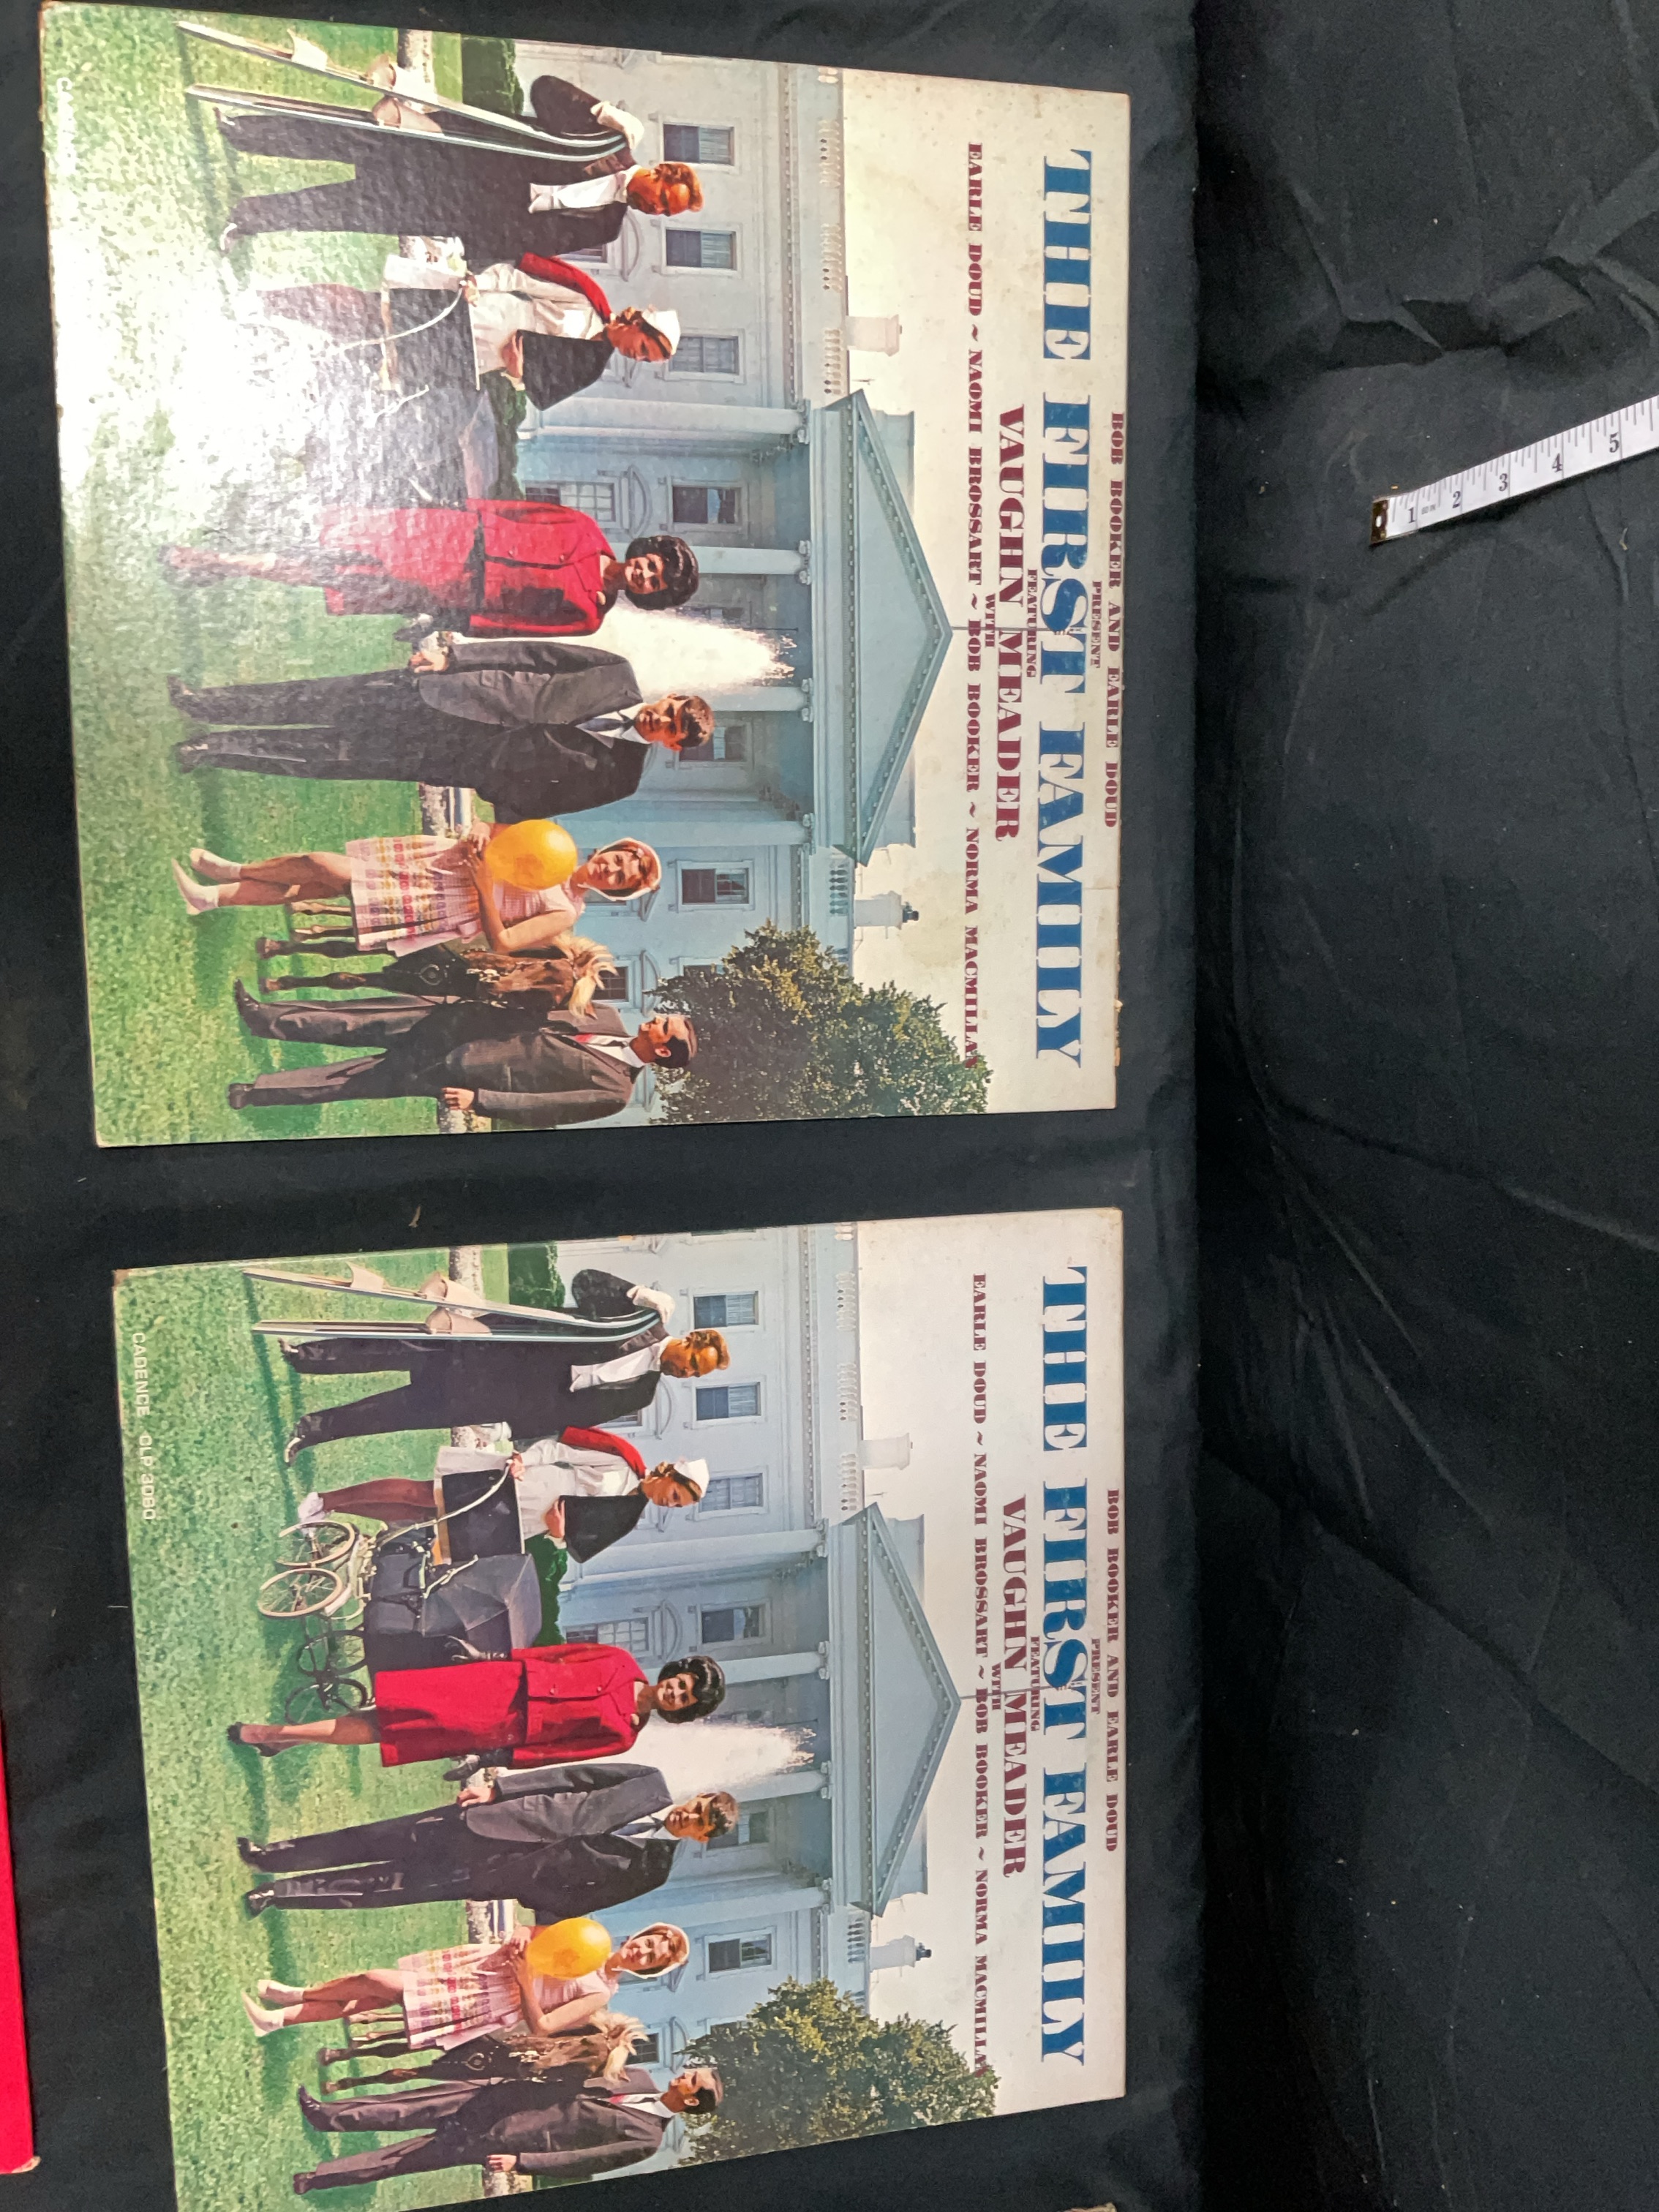 BOB BOOKER AND EARLE DOUD
PRESENT
THE FIRST FAMILY
FEATURING
VAUGHN MEADER
WITH
EARLE DOUD ~ NAOMI BROSSART ~ BOB BOOKER ~ NORMA MACMILLAN
BOB BOOKER AND EARLE DOUD
PRESENT
THE FIRST FAMILY
FEATURING
VAUGHN MEADER
WITH
EARLE DOUD ~ NAOMI BROSSART ~ BOB BOOKER ~ NORMA MACMILLAN
CADENCE CLP 3060
1 2 3 4 5